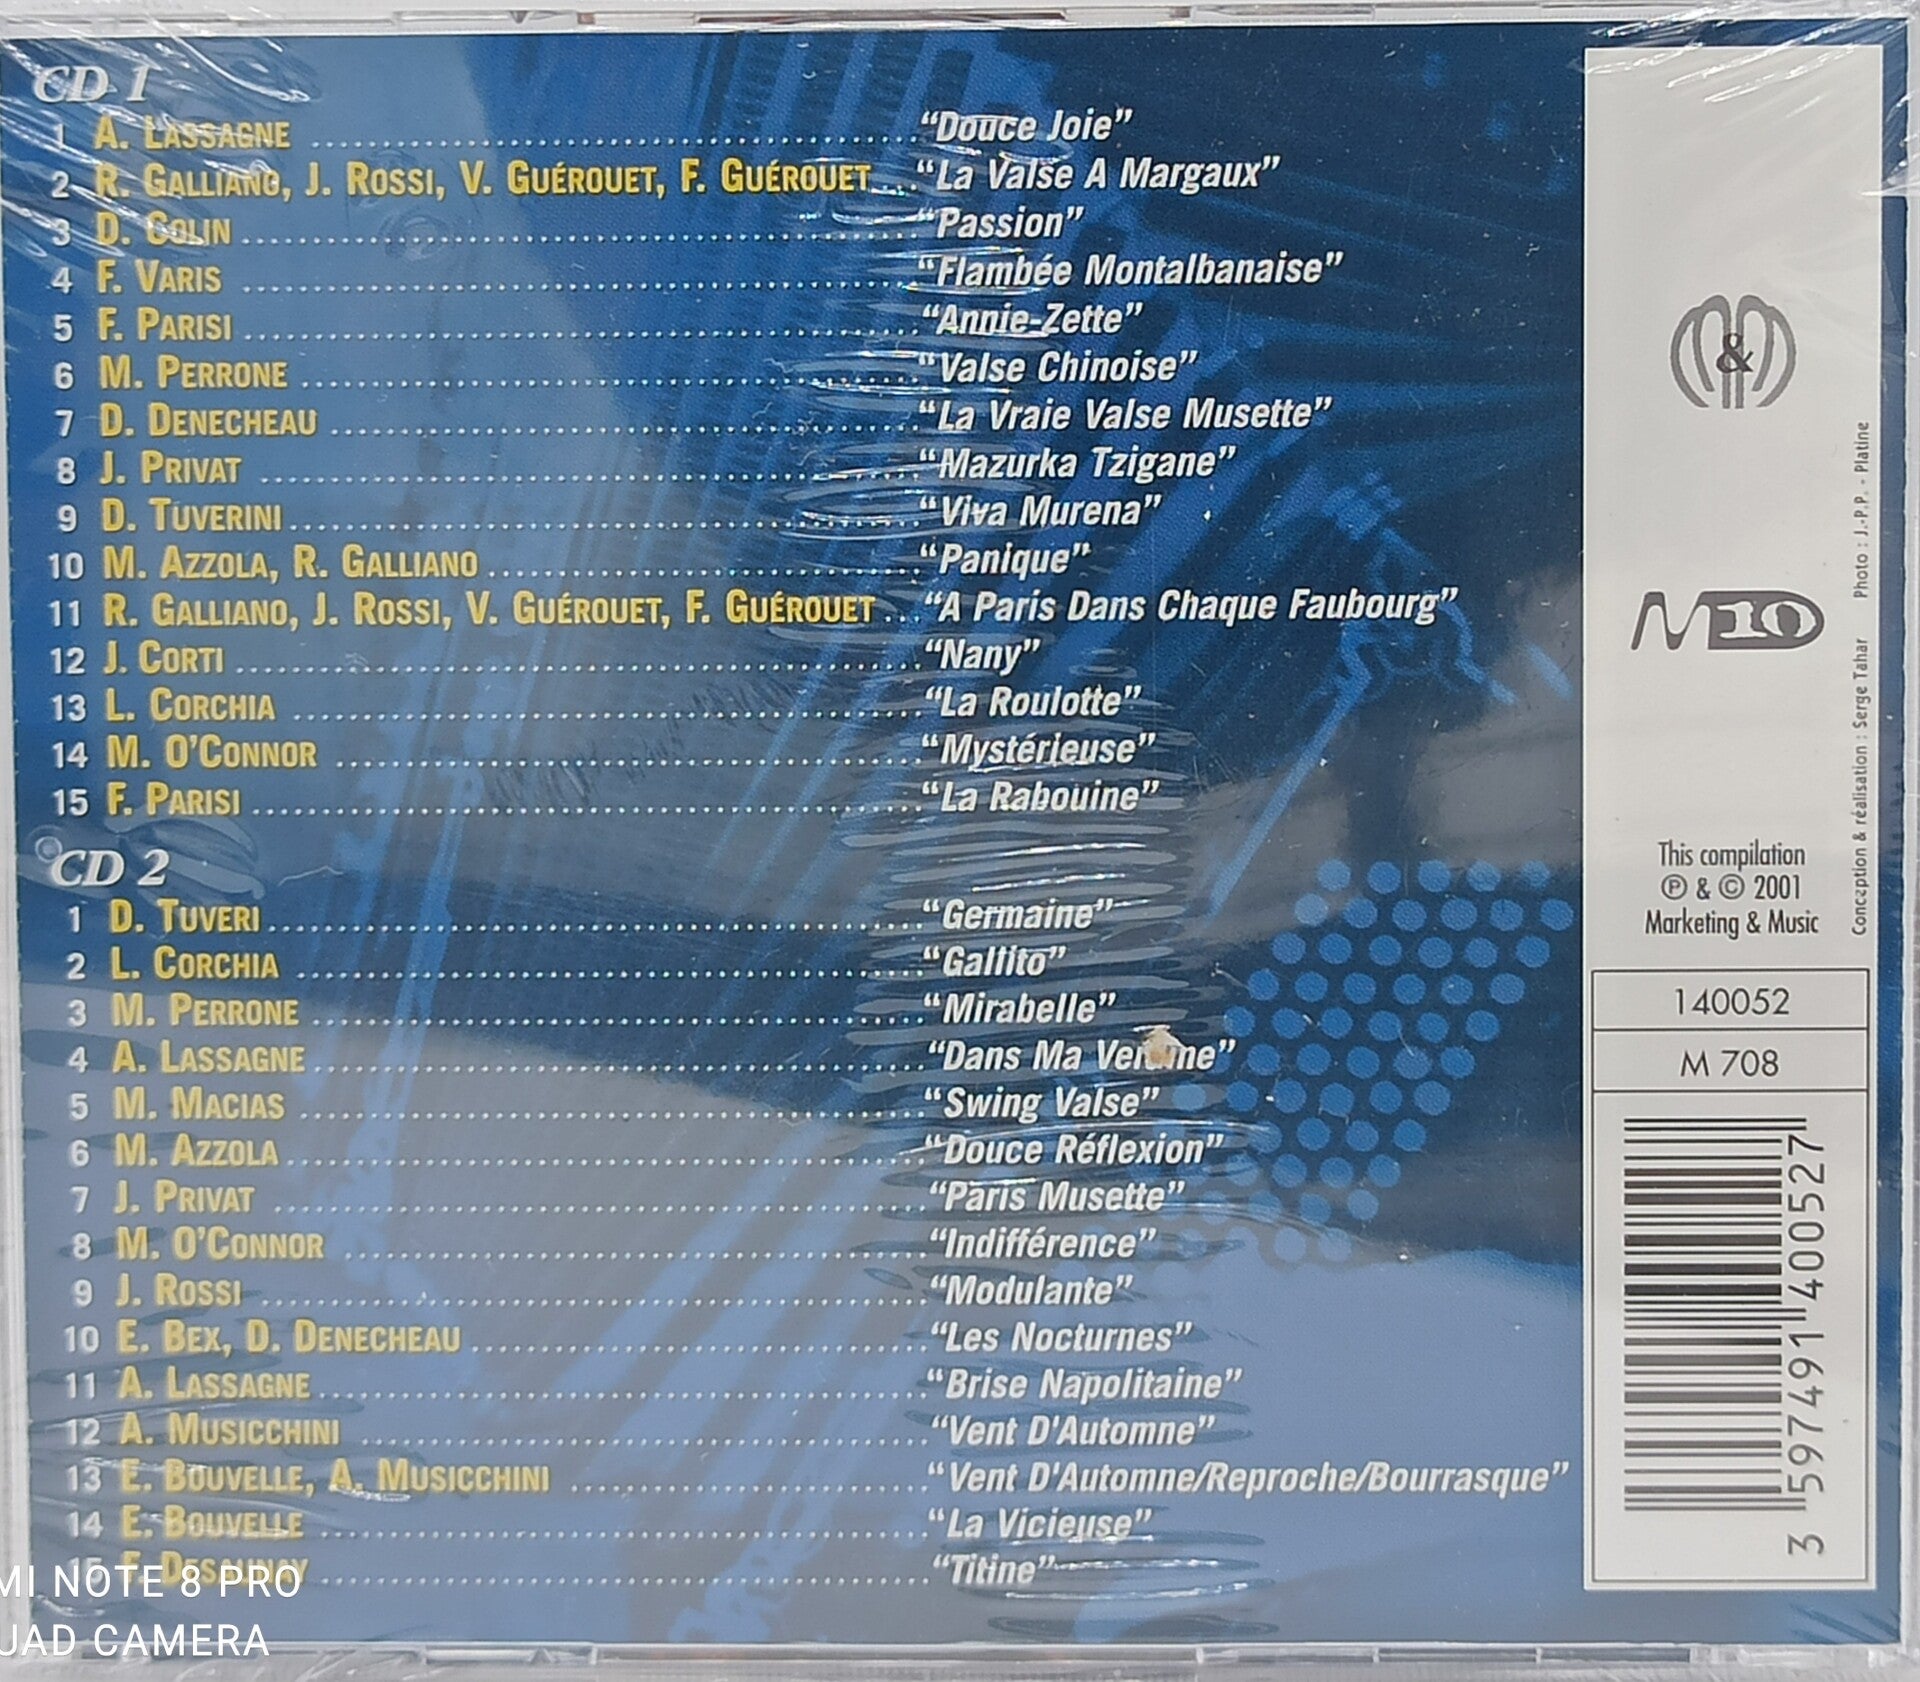 CD 1
1 A. LASSAGNE "Douce Joie"
2 R. GALLIANO, J. ROSSI, V. GUÉROUET, F. GUÉROUET "La Valse A Margaux"
3 D. COLIN "Passion"
4 F. VARIS "Flambée Montalbanaise"
5 F. PARISI "Annie-Zette"
6 M. PERRONE "Valse Chinoise"
7 D. DENECHEAU "La Vraie Valse Musette"
8 J. PRIVAT "Mazurka Tzigane"
9 D. TUVERINI "Viva Murena"
10 M. AZZOLA, R. GALLIANO "Panique"
11 R. GALLIANO, J. ROSSI, V. GUÉROUET, F. GUÉROUET "A Paris Dans Chaque Faubourg"
12 J. CORTI "Nany"
13 L. CORCHIA "La Roulotte"
14 M. O'CONNOR "Mystérieuse"
15 F. PARISI "La Rabouine"
CD 2
1 D. TUVERI "Germaine"
2 L. CORCHIA "Gallito"
3 M. PERRONE "Mirabelle"
4 A. LASSAGNE "Dans Ma
5 M. MACIAS "Swing Valse"
6 M. AZZOLA "Douce Réflexion"
7 J. PRIVAT "Paris Musette"
8 M. O'CONNOR "Indifférence"
9 J. ROSSI "Modulante"
10 E. BEX, D. DENECHEAU "Les Nocturnes"
11 A. LASSAGNE "Brise Napolitaine"
12 A. MUSICCHINI "Vent D'Automne"
13 E. BOUVELLE, A. MUSICCHINI "Vent D'Automne/Reproche/Bourrasque"
14 E. BOUVELLE "La Vicieuse"
15 F. DESAUNAY "Titine"
M&M
MD10
Conception & réalisation : Serge Tahar Photo : J.-P.P. - Platine
This compilation
℗ & © 2001
Marketing & Music
140052
M 708
3 597491 400527
MI NOTE 8 PRO
UAD CAMERA